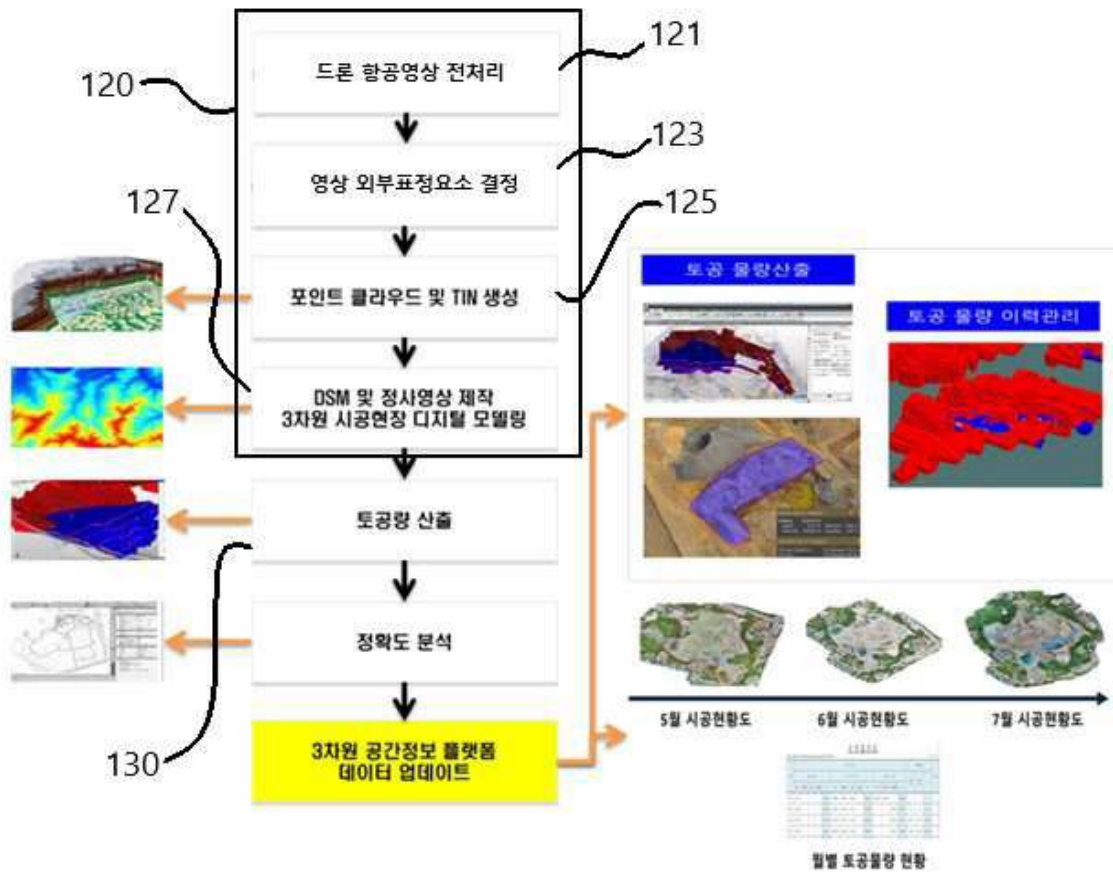 120
드론 항공영상 전처리
121
영상 외부표정요소 결정
123
127
포인트 클라우드 및 TIN 생성
125
DSM 및 정사영상 제작
3차원 시공현장 디지털 모델링
토공량 산출
130
정확도 분석
3차원 공간정보 플랫폼
데이터 업데이트
토공 물량산출
토공 물량 이력관리
5월 시공현황도
6월 시공현황도
7월 시공현황도
월별 토공물량 현황